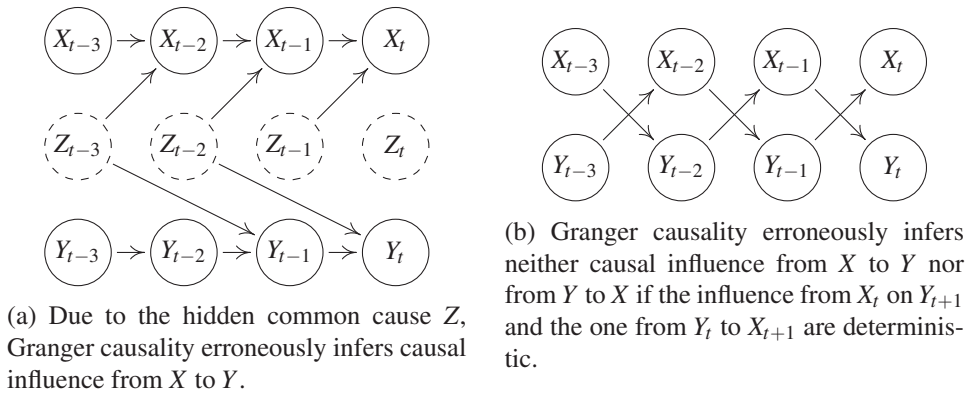 X_{t−3} X_{t−2} X_{t−1} X_t
Z_{t−3} Z_{t−2} Z_{t−1} Z_t
Y_{t−3} Y_{t−2} Y_{t−1} Y_t
(a) Due to the hidden common cause Z,
Granger causality erroneously infers causal
influence from X to Y.
X_{t−3} X_{t−2} X_{t−1} X_t
Y_{t−3} Y_{t−2} Y_{t−1} Y_t
(b) Granger causality erroneously infers
neither causal influence from X to Y nor
from Y to X if the influence from X_t on Y_{t+1}
and the one from Y_t to X_{t+1} are determinis-
tic.